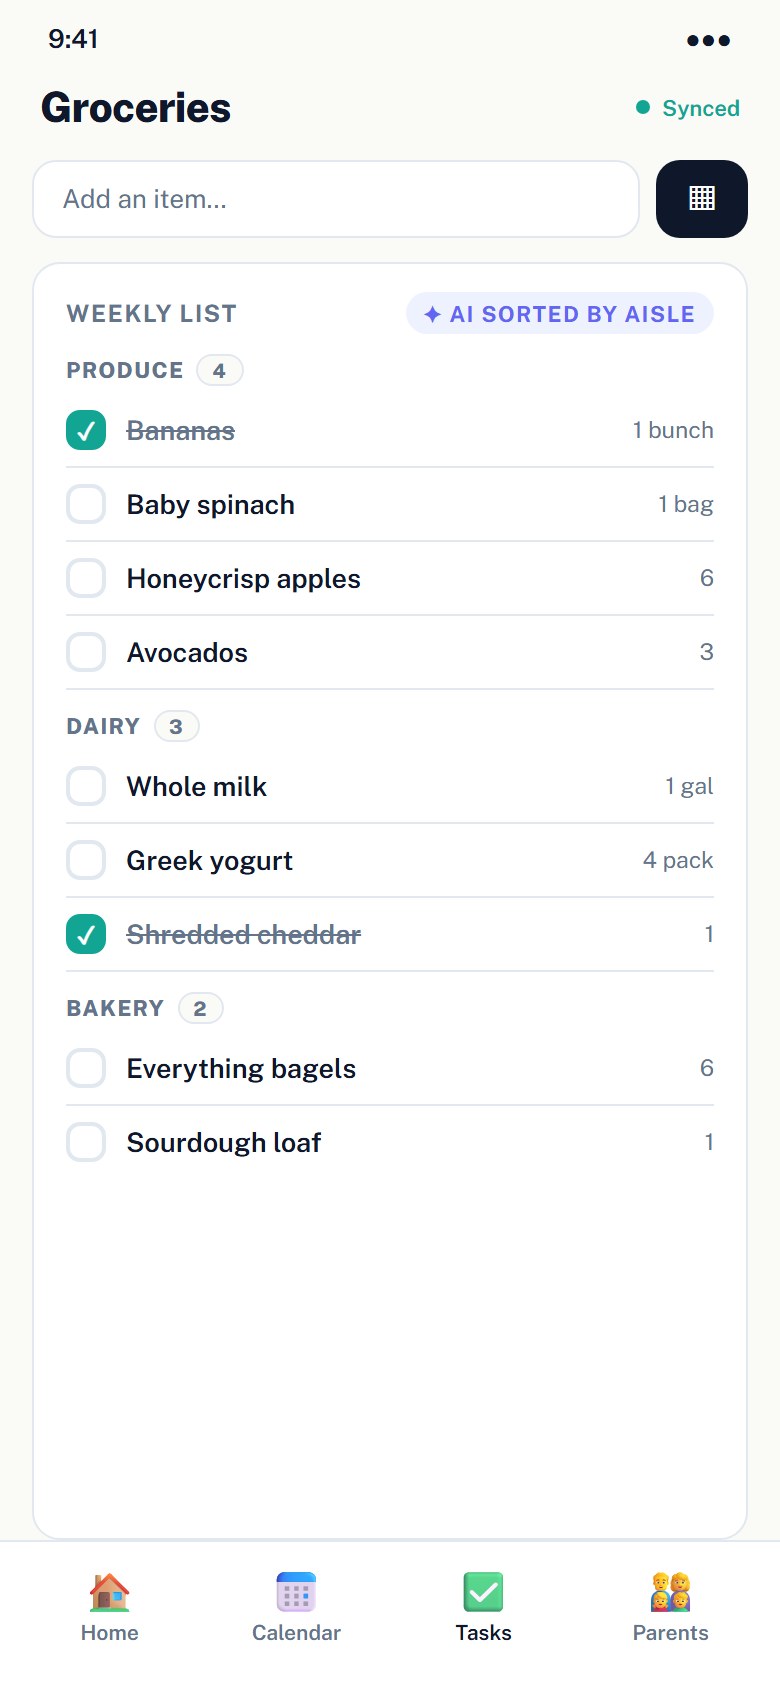 9:41
Groceries
Synced
Add an item...
WEEKLY LIST
✦ AI SORTED BY AISLE
PRODUCE 4
Bananas 1 bunch
Baby spinach 1 bag
Honeycrisp apples 6
Avocados 3
DAIRY 3
Whole milk 1 gal
Greek yogurt 4 pack
Shredded cheddar 1
BAKERY 2
Everything bagels 6
Sourdough loaf 1
Home Calendar Tasks Parents